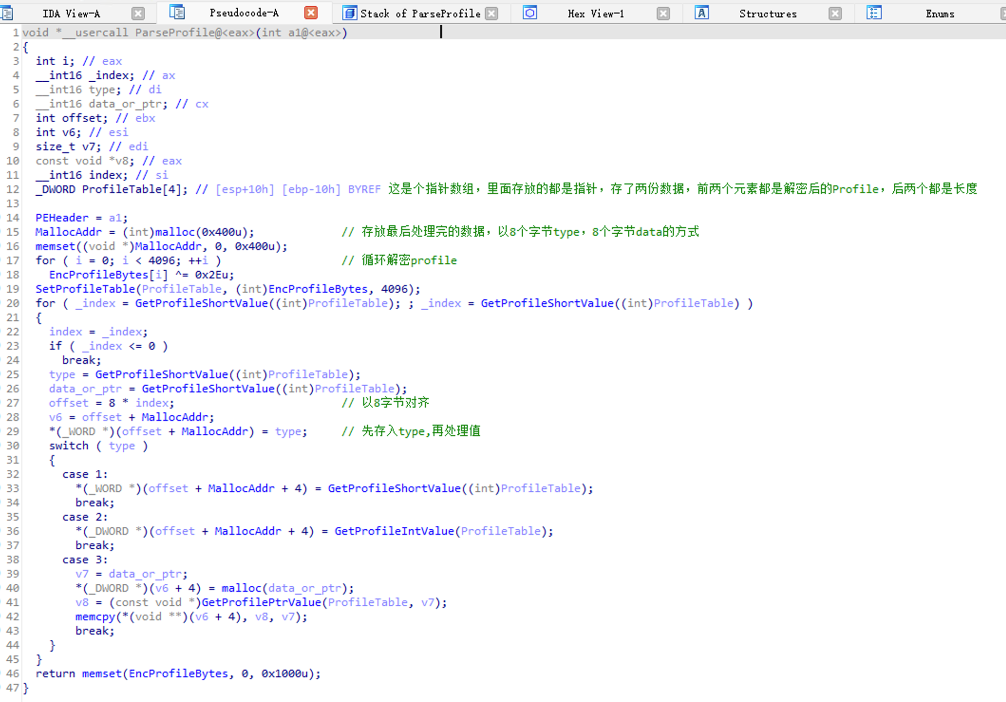 IDA View-A Pseudocode-A Stack of ParseProfile Hex View-1 Structures Enums
1 void *__usercall ParseProfile@<eax>(int a1@<eax>)
2 {
3 int i; // eax
4 __int16 _index; // ax
5 __int16 type; // di
6 __int16 data_or_ptr; // cx
7 int offset; // ebx
8 int v6; // esi
9 size_t v7; // edi
10 const void *v8; // eax
11 __int16 index; // si
12 _DWORD ProfileTable[4]; // [esp+10h] [ebp-10h] BYREF 这是个指针数组，里面存放的都是指针，存了两份数据，前两个元素都是解密后的Profile，后两个都是长度
13
14 PEHeader = a1;
15 MallocAddr = (int)malloc(0x400u); // 存放最后处理完的数据，以8个字节type，8个字节data的方式
16 memset((void *)MallocAddr, 0, 0x400u);
17 for ( i = 0; i < 4096; ++i ) // 循环解密profile
18 EncProfileBytes[i] ^= 0x2Eu;
19 SetProfileTable(ProfileTable, (int)EncProfileBytes, 4096);
20 for ( _index = GetProfileShortValue((int)ProfileTable); ; _index = GetProfileShortValue((int)ProfileTable) )
21 {
22 index = _index;
23 if ( _index <= 0 )
24 break;
25 type = GetProfileShortValue((int)ProfileTable);
26 data_or_ptr = GetProfileShortValue((int)ProfileTable);
27 offset = 8 * index; // 以8字节对齐
28 v6 = offset + MallocAddr;
29 *(_WORD *)(offset + MallocAddr) = type; // 先存入type,再处理值
30 switch ( type )
31 {
32 case 1:
33 *(_WORD *)(offset + MallocAddr + 4) = GetProfileShortValue((int)ProfileTable);
34 break;
35 case 2:
36 *(_DWORD *)(offset + MallocAddr + 4) = GetProfileIntValue(ProfileTable);
37 break;
38 case 3:
39 v7 = data_or_ptr;
40 *(_DWORD *)(v6 + 4) = malloc(data_or_ptr);
41 v8 = (const void *)GetProfilePtrValue(ProfileTable, v7);
42 memcpy(*(void **)(v6 + 4), v8, v7);
43 break;
44 }
45 }
46 return memset(EncProfileBytes, 0, 0x1000u);
47 }